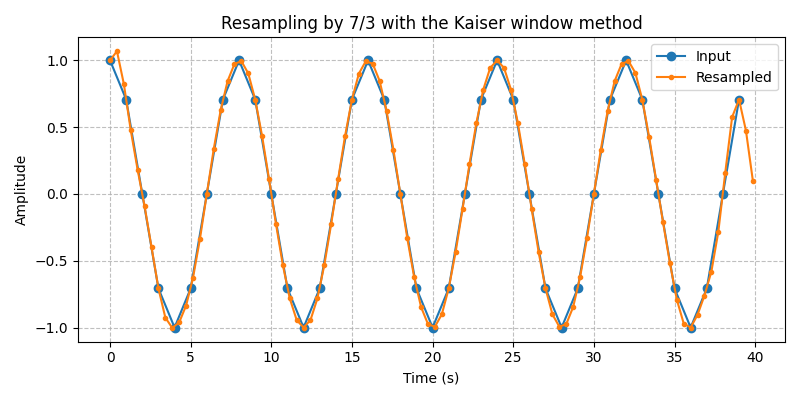 Resampling by 7/3 with the Kaiser window method
Input
Resampled
Amplitude
1.0
0.5
0.0
−0.5
−1.0
0 5 10 15 20 25 30 35 40
Time (s)